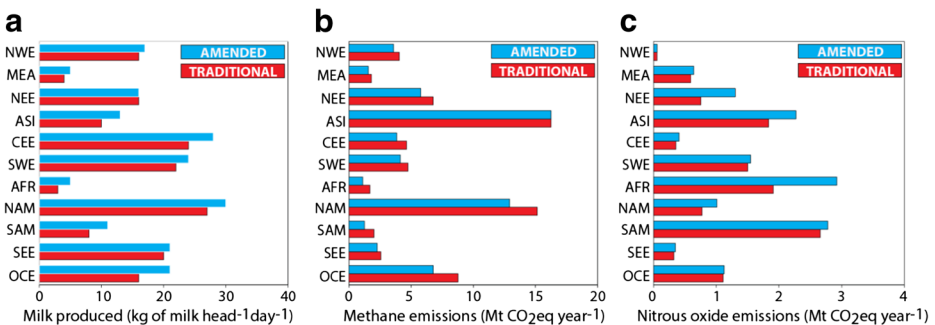 a
NWE
MEA
NEE
ASI
CEE
SWE
AFR
NAM
SAM
SEE
OCE
AMENDED
TRADITIONAL
0 10 20 30 40
Milk produced (kg of milk head-1day-1)
b
NWE
MEA
NEE
ASI
CEE
SWE
AFR
NAM
SAM
SEE
OCE
AMENDED
TRADITIONAL
0 5 10 15 20
Methane emissions (Mt CO2eq year-1)
c
NWE
MEA
NEE
ASI
CEE
SWE
AFR
NAM
SAM
SEE
OCE
AMENDED
TRADITIONAL
0 1 2 3 4
Nitrous oxide emissions (Mt CO2eq year-1)